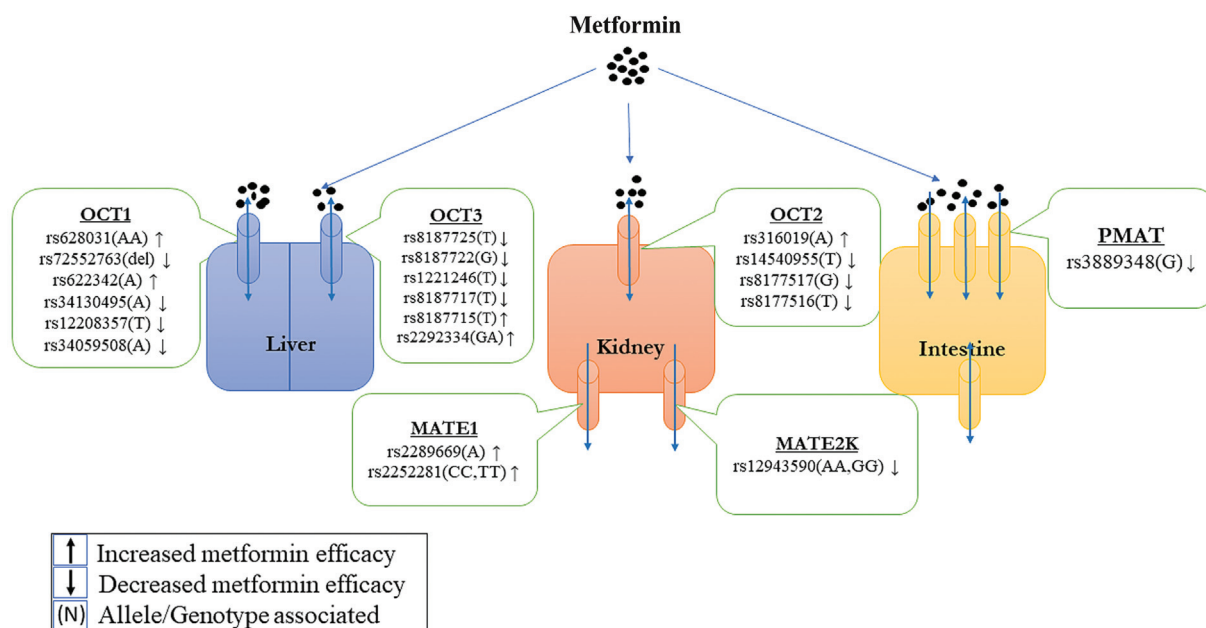 Metformin
OCT1
rs628031(AA) ↑
rs72552763(del) ↓
rs622342(A) ↑
rs34130495(A) ↓
rs12208357(T) ↓
rs34059508(A) ↓
OCT3
rs8187725(T) ↓
rs8187722(G) ↓
rs1221246(T) ↓
rs8187717(T) ↓
rs8187715(T) ↑
rs2292334(GA) ↑
OCT2
rs316019(A) ↑
rs14540955(T) ↓
rs8177517(G) ↓
rs8177516(T) ↓
PMAT
rs3889348(G) ↓
Liver
Kidney
Intestine
MATE1
rs2289669(A) ↑
rs2252281(CC,TT) ↑
MATE2K
rs12943590(AA,GG) ↓
↑ Increased metformin efficacy
↓ Decreased metformin efficacy
(N) Allele/Genotype associated